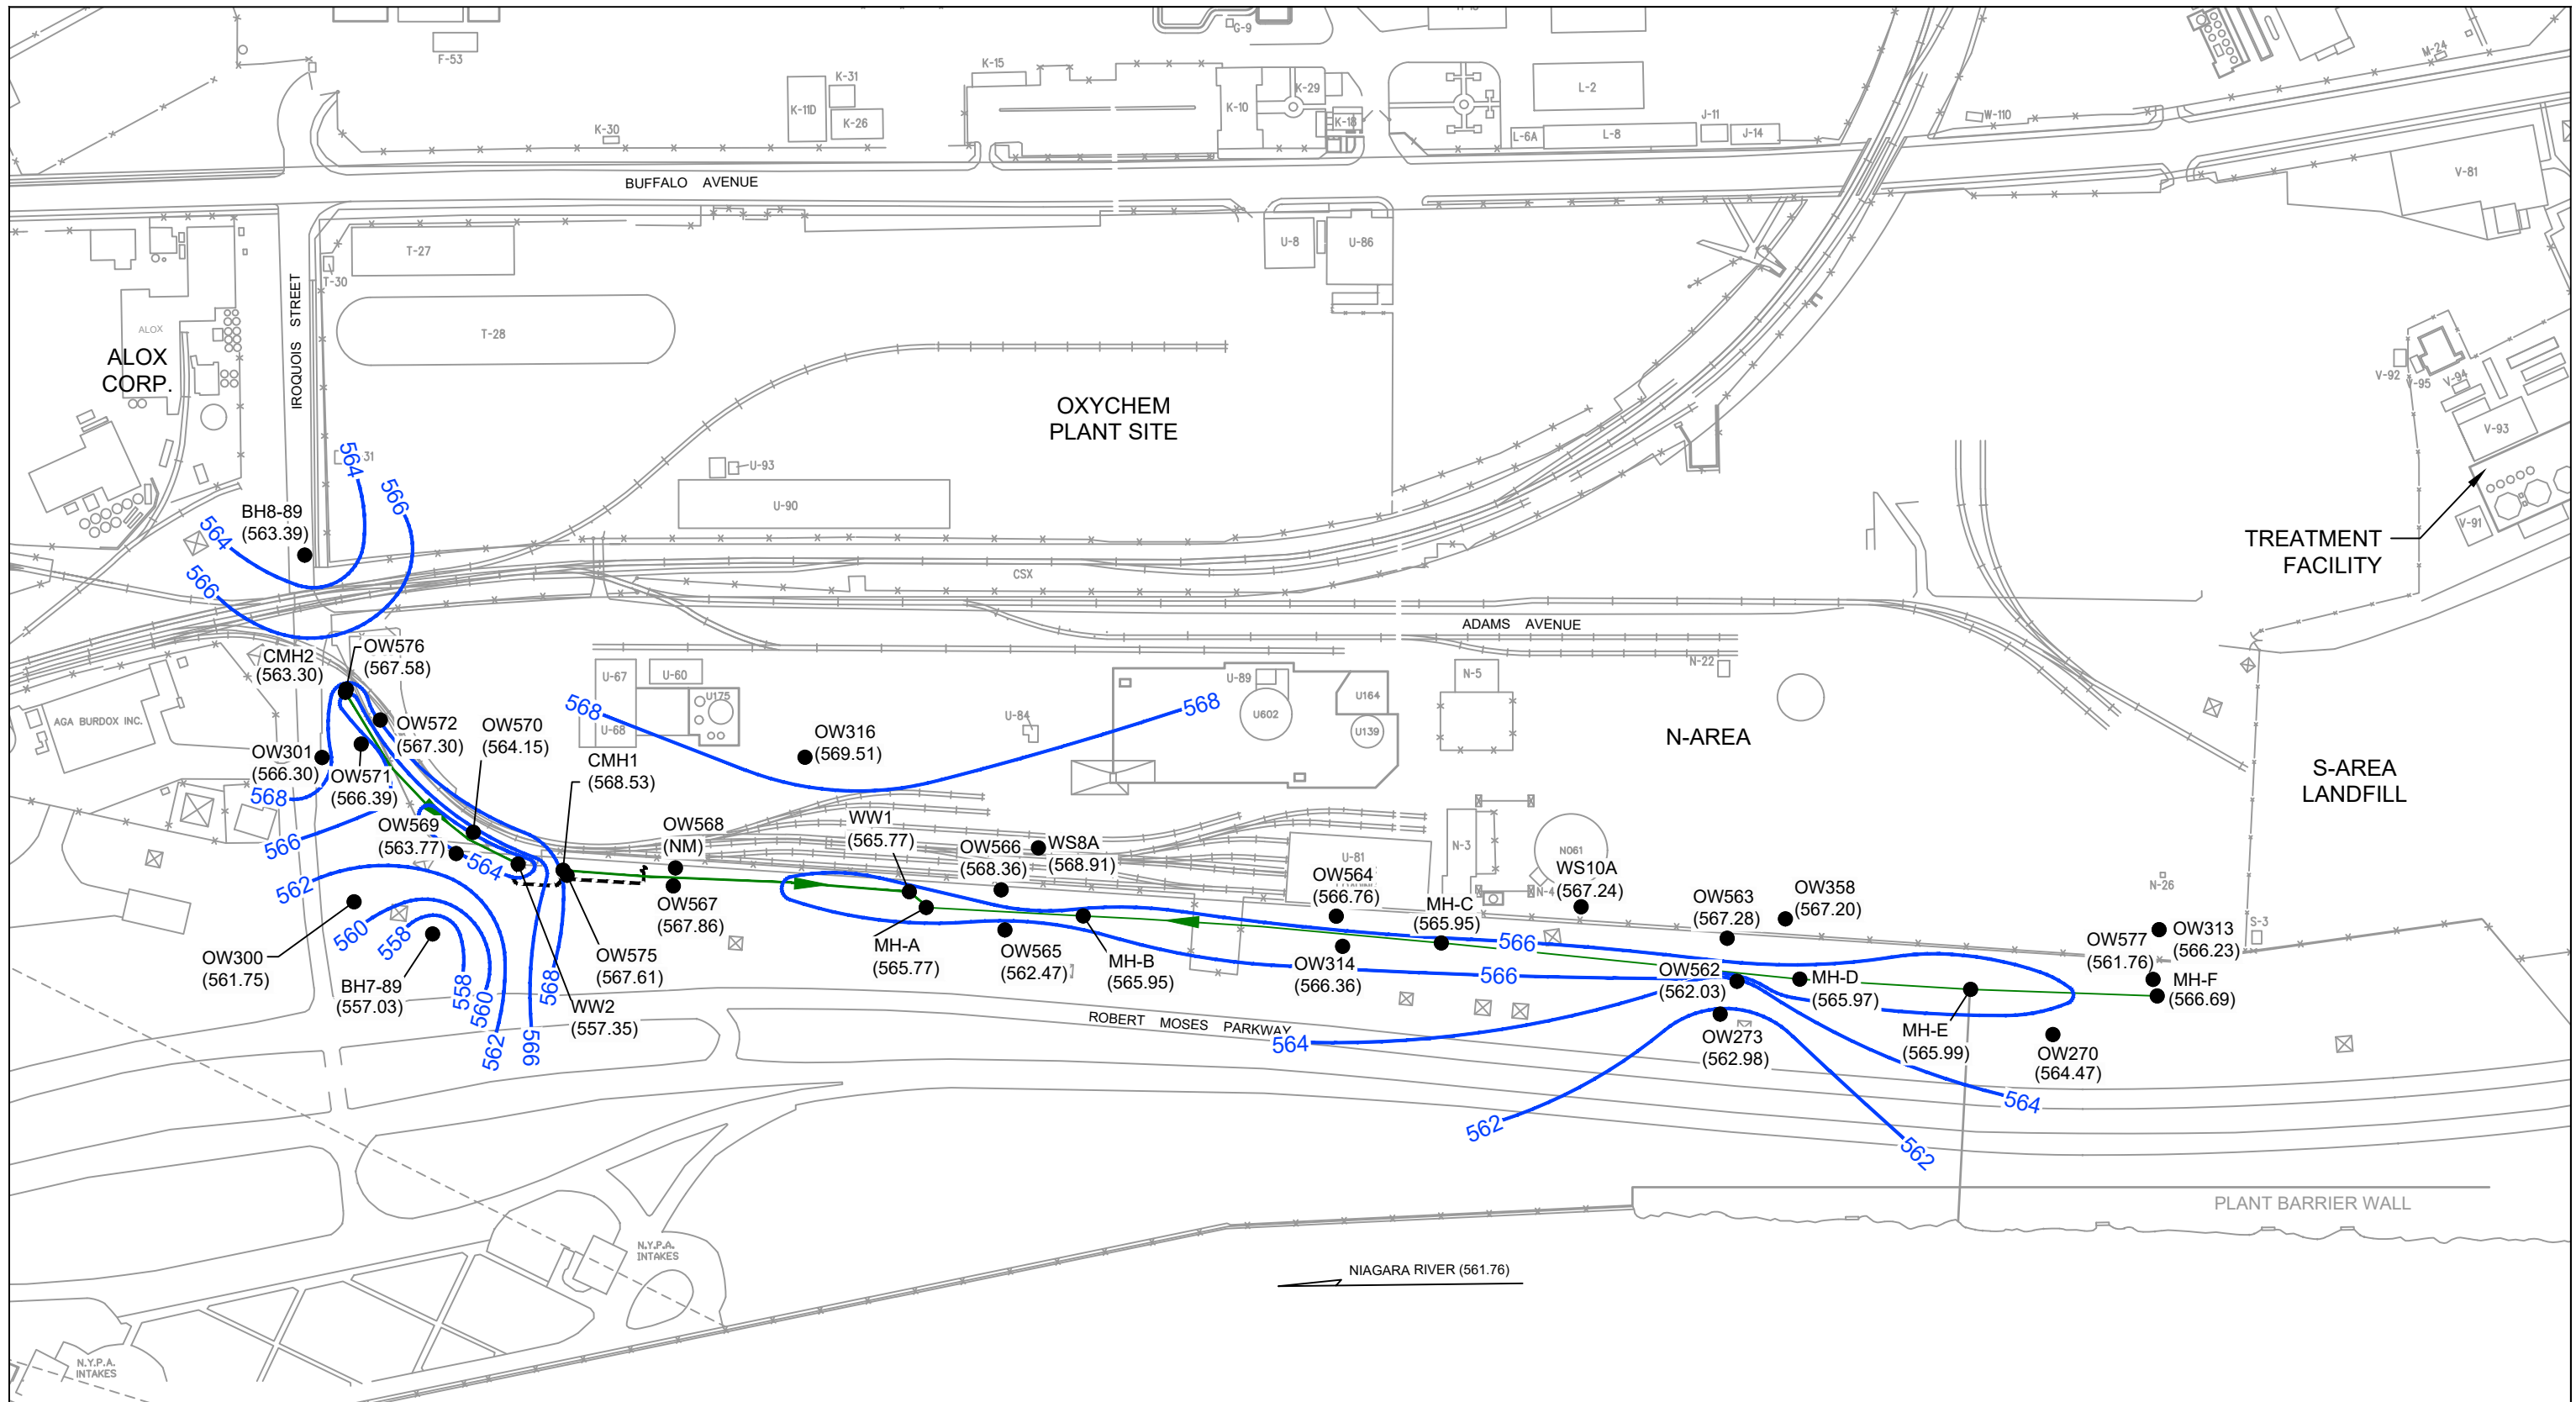 G-9
F-53
M-24
K-15
K-31
K-11D
K-26
K-30
K-10
K-29
K-18
L-2
L-6A
L-8
J-11
J-14
W-110
V-81
BUFFALO AVENUE
T-27
T-30
T-28
U-8
U-86
IROQUOIS STREET
ALOX
ALOX
CORP.
OXYCHEM
PLANT SITE
V-92
V-95
V-94
V-93
V-91
31
U-93
U-90
564
566
BH8-89
(563.39)
564
566
TREATMENT
FACILITY
CSX
ADAMS AVENUE
CMH2
(563.30)
OW576
(567.58)
U-67
U-60
U175
U-68
U-89
U164
U602
U139
N-5
N-22
AGA BURDOX INC.
568
568
U-84
OW316
(569.51)
N-AREA
S-AREA
LANDFILL
OW572
(567.30)
OW570
(564.15)
OW301
(566.30)
OW571
(566.39)
CMH1
(568.53)
568
566
OW569
(563.77)
564
OW568
(NM)
WW1
(565.77)
OW566
(568.36)
WS8A
(568.91)
U-81
N-3
N061
N-4
OW564
(566.76)
MH-C
(565.95)
WS10A
(567.24)
OW563
(567.28)
OW358
(567.20)
N-26
S-3
OW313
(566.23)
OW577
(561.76)
MH-F
(566.69)
562
560
558
OW300
(561.75)
BH7-89
(557.03)
558
560
562
566
568
OW575
(567.61)
WW2
(557.35)
OW567
(567.86)
MH-A
(565.77)
OW565
(562.47)
MH-B
(565.95)
OW314
(566.36)
566
566
OW562
(562.03)
MH-D
(565.97)
MH-E
(565.99)
OW273
(562.98)
OW270
(564.47)
ROBERT MOSES PARKWAY
564
564
562
562
PLANT BARRIER WALL
N.Y.P.A.
INTAKES
NIAGARA RIVER (561.76)
N.Y.P.A.
INTAKES